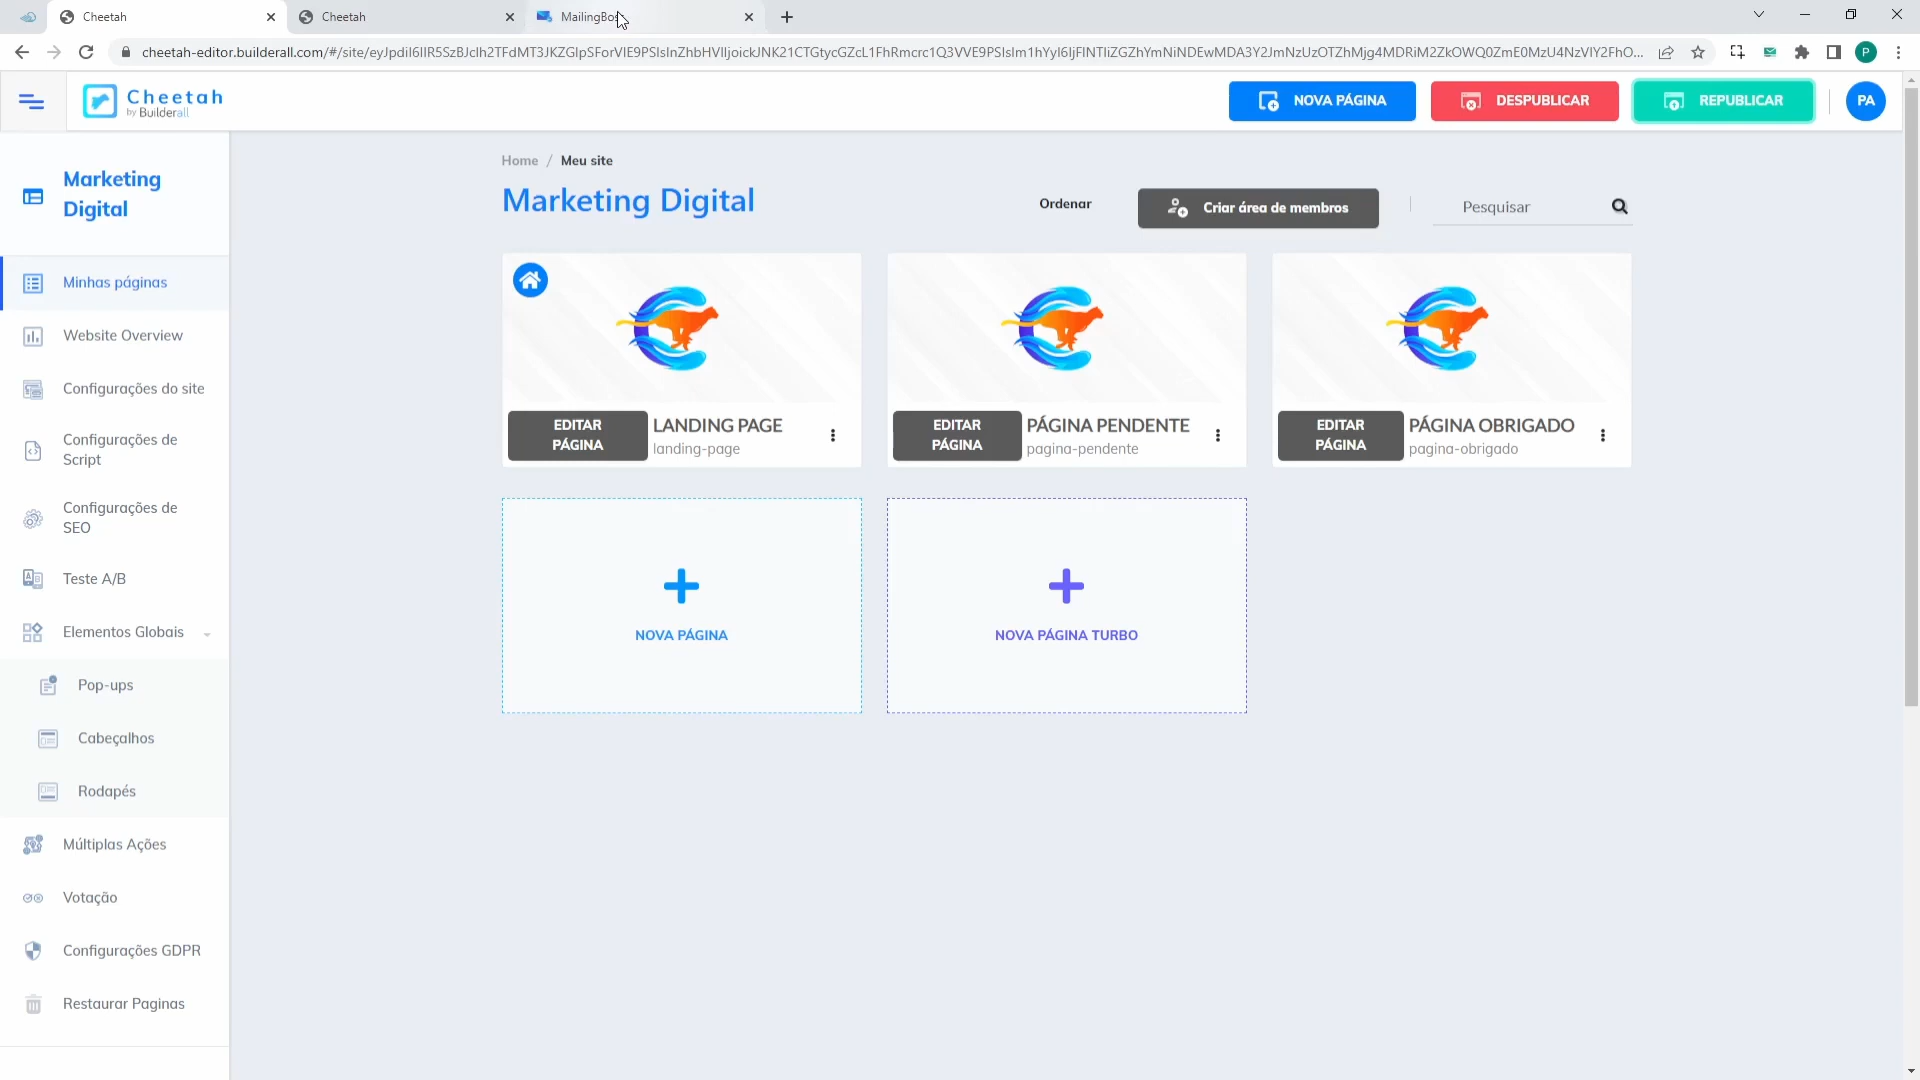 Cheetah
Cheetah
MailingBos
cheetah-editor.builderall.com/#/site/
Cheetah
by Builderall
NOVA PÁGINA
DESPUBLICAR
REPUBLICAR
PA
P
Marketing
Digital
Minhas páginas
Website Overview
Configurações do site
Configurações de
Script
Configurações de
SEO
Teste A/B
Elementos Globais
Pop-ups
Cabeçalhos
Rodapés
Múltiplas Ações
Votação
Configurações GDPR
Restaurar Paginas
Home / Meu site
Marketing Digital
Ordenar
Criar área de membros
Pesquisar
EDITAR
PÁGINA
LANDING PAGE
landing-page
EDITAR
PÁGINA
PÁGINA PENDENTE
pagina-pendente
EDITAR
PÁGINA
PÁGINA OBRIGADO
pagina-obrigado
NOVA PÁGINA
NOVA PÁGINA TURBO